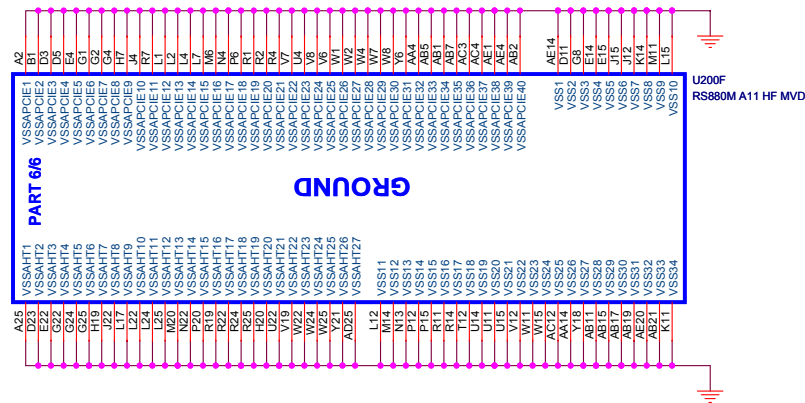 A2
B1
D3
D5
E4
G1
G2
G4
H7
J4
R7
L1
L2
L4
L7
M6
N4
P6
R1
R2
R4
V7
U4
V8
V6
W1
W2
W4
W7
W8
Y6
AA4
AB5
AB1
AB7
AC3
AC4
AE1
AE4
AB2
AE14
D11
G8
E14
E15
J15
J12
K14
M11
L15
U200F
RS880M A11 HF MVD
VSSAPCIE1
VSSAPCIE2
VSSAPCIE3
VSSAPCIE4
VSSAPCIE5
VSSAPCIE6
VSSAPCIE7
VSSAPCIE8
VSSAPCIE9
VSSAPCIE10
VSSAPCIE11
VSSAPCIE12
VSSAPCIE13
VSSAPCIE14
VSSAPCIE15
VSSAPCIE16
VSSAPCIE17
VSSAPCIE18
VSSAPCIE19
VSSAPCIE20
VSSAPCIE21
VSSAPCIE22
VSSAPCIE23
VSSAPCIE24
VSSAPCIE25
VSSAPCIE26
VSSAPCIE27
VSSAPCIE28
VSSAPCIE29
VSSAPCIE30
VSSAPCIE31
VSSAPCIE32
VSSAPCIE33
VSSAPCIE34
VSSAPCIE35
VSSAPCIE36
VSSAPCIE37
VSSAPCIE38
VSSAPCIE39
VSSAPCIE40
VSS1
VSS2
VSS3
VSS4
VSS5
VSS6
VSS7
VSS8
VSS9
VSS10
PART 6/6
GROUND
VSSAHT1
VSSAHT2
VSSAHT3
VSSAHT4
VSSAHT5
VSSAHT6
VSSAHT7
VSSAHT8
VSSAHT9
VSSAHT10
VSSAHT11
VSSAHT12
VSSAHT13
VSSAHT14
VSSAHT15
VSSAHT16
VSSAHT17
VSSAHT18
VSSAHT19
VSSAHT20
VSSAHT21
VSSAHT22
VSSAHT23
VSSAHT24
VSSAHT25
VSSAHT26
VSSAHT27
VSS11
VSS12
VSS13
VSS14
VSS15
VSS16
VSS17
VSS18
VSS19
VSS20
VSS21
VSS22
VSS23
VSS24
VSS25
VSS26
VSS27
VSS28
VSS29
VSS30
VSS31
VSS32
VSS33
VSS34
A25
D23
E22
G22
G24
G25
H19
J22
L17
L22
L24
L25
M20
N22
P20
R19
R22
R24
R25
H20
U22
V19
W22
W24
W25
Y21
AD25
L12
M14
N13
P12
P15
R11
R14
T12
U14
U11
U15
V12
W11
W15
AC12
AA14
Y18
AB11
AB15
AB17
AB19
AE20
AB21
K11